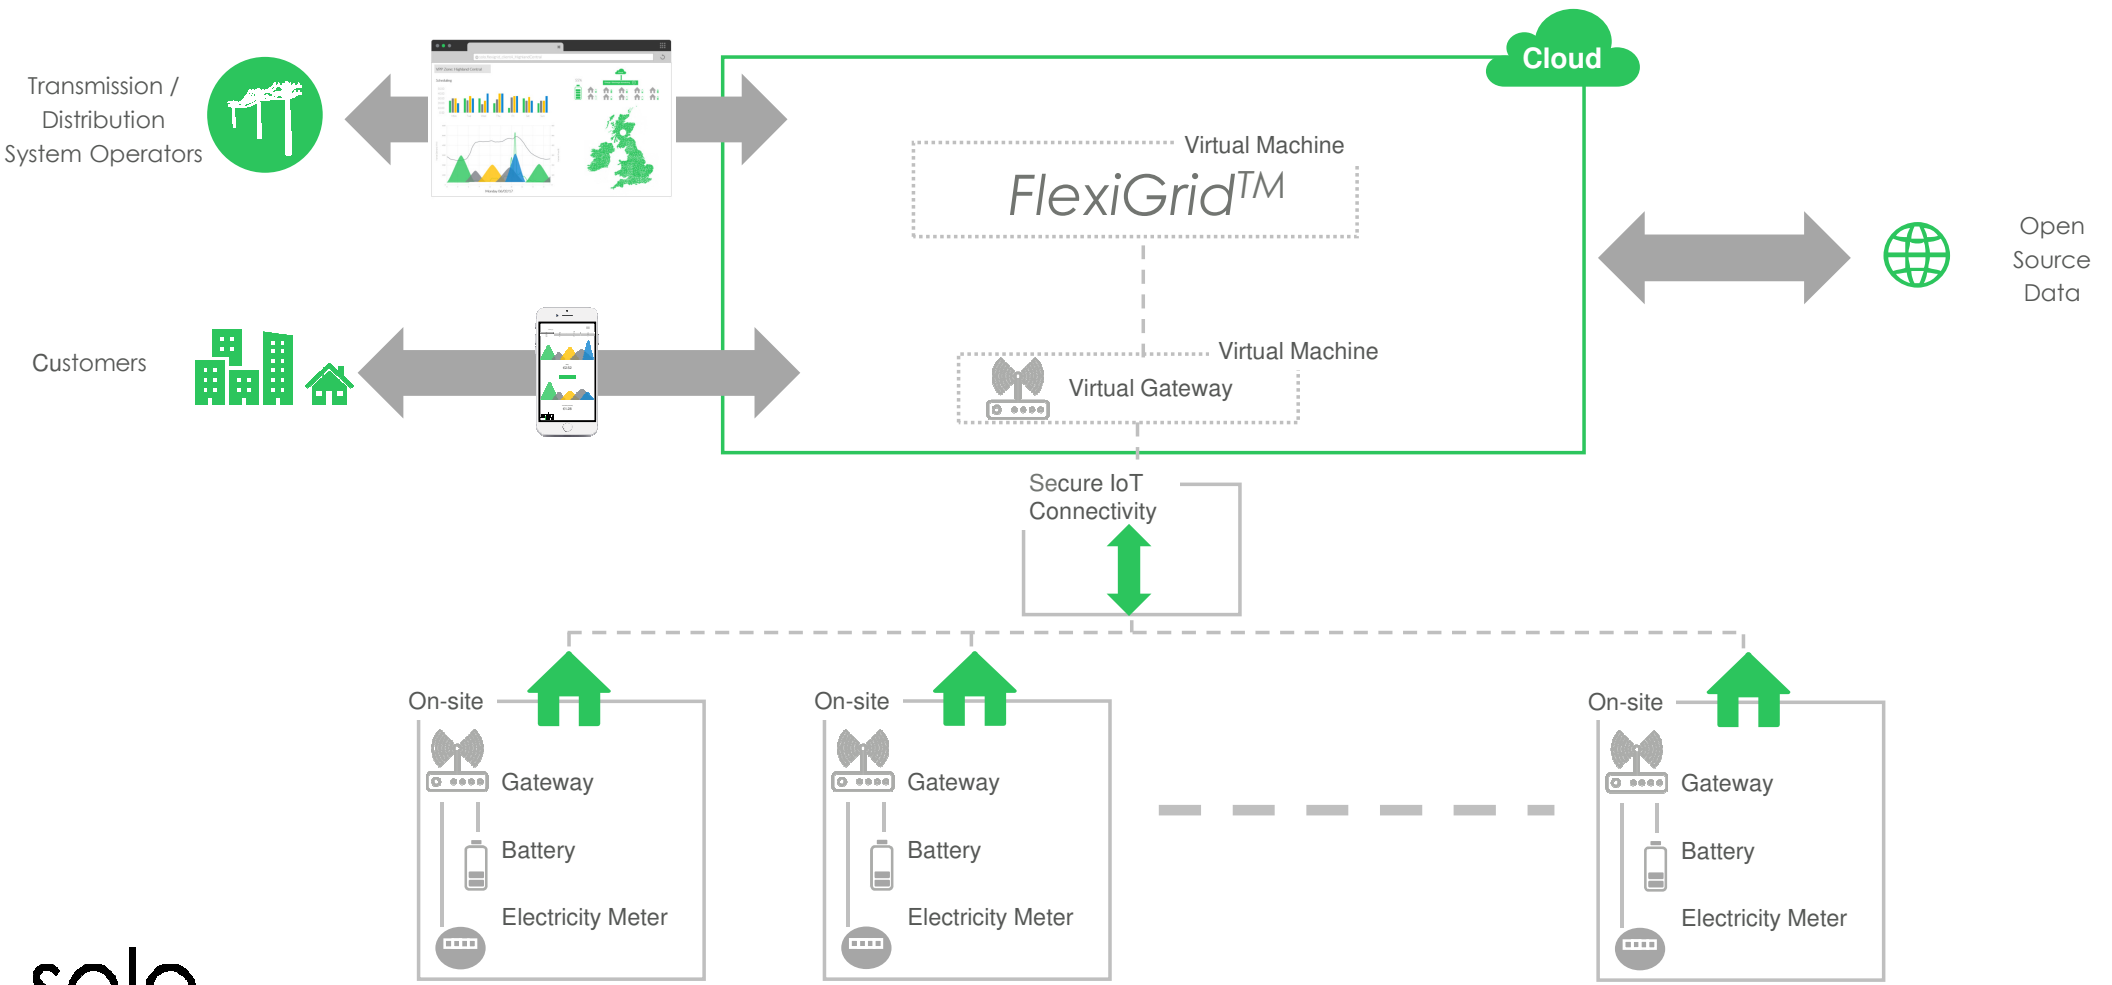 Cloud
Transmission /
Distribution
System Operators
Virtual Machine
FlexiGrid™
Open
Source
Data
Customers
Virtual Machine
Virtual Gateway
Secure IoT
Connectivity
On-site
Gateway
Battery
Electricity Meter
On-site
Gateway
Battery
Electricity Meter
On-site
Gateway
Battery
Electricity Meter